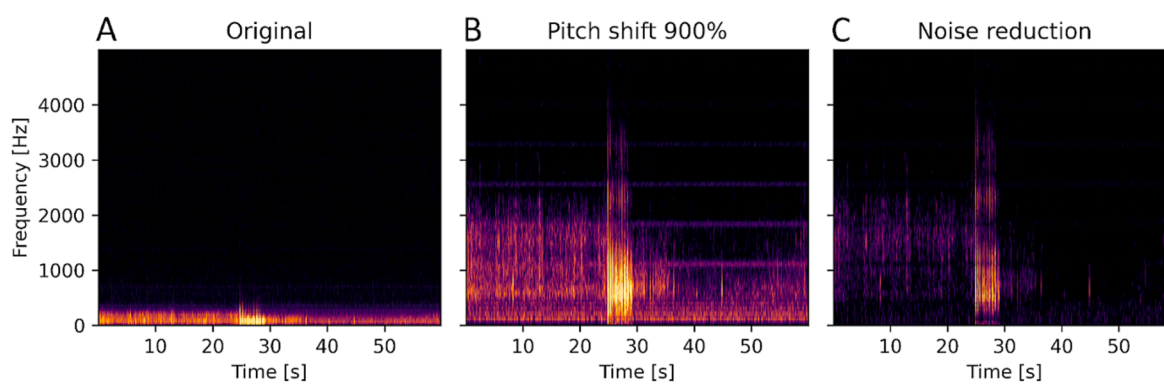 A Original B Pitch shift 900% C Noise reduction
Frequency [Hz]
4000
3000
2000
1000
0
10 20 30 40 50 10 20 30 40 50 10 20 30 40 50
Time [s] Time [s] Time [s]